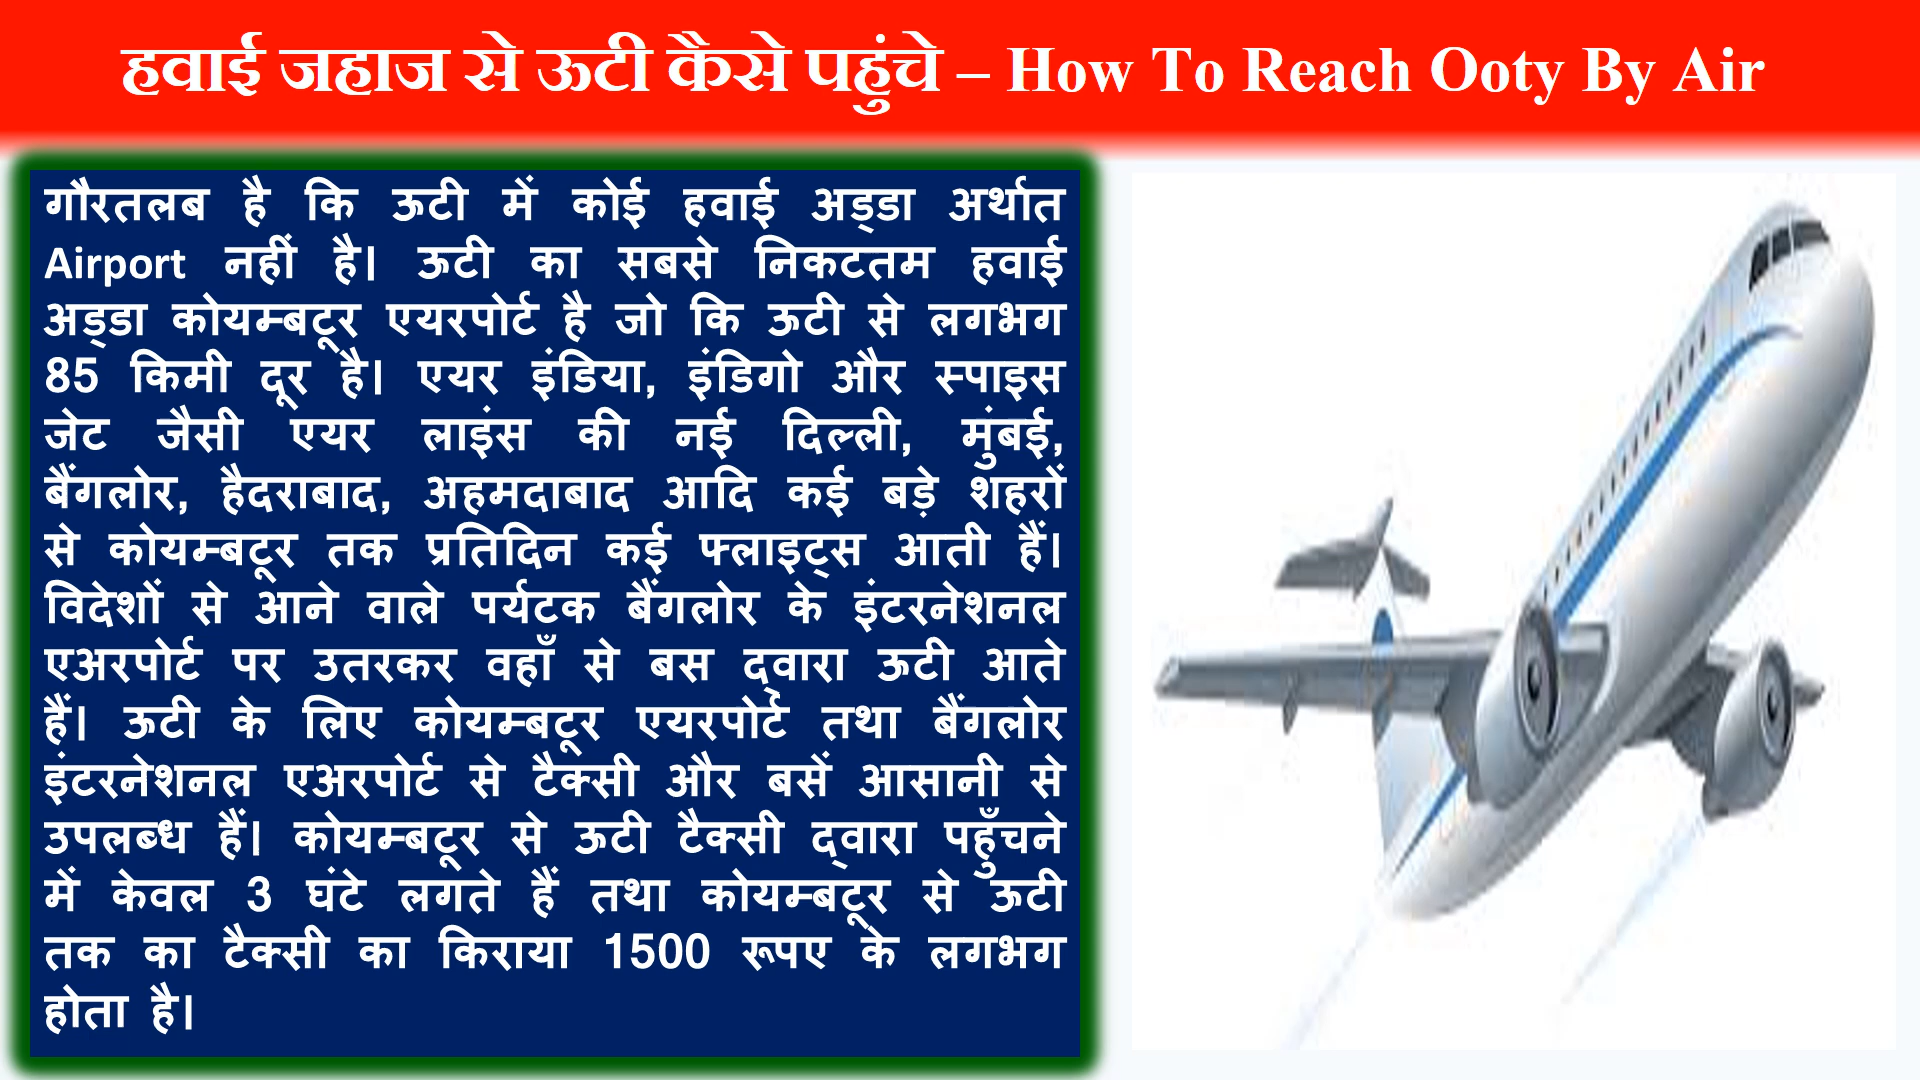 हवाई जहाज से ऊटी कैसे पहुंचे – How To Reach Ooty By Air
गौरतलब है कि ऊटी में कोई हवाई अड्डा अर्थात
Airport नहीं है। ऊटी का सबसे निकटतम हवाई
अड्डा कोयम्बटूर एयरपोर्ट है जो कि ऊटी से लगभग
85 किमी दूर है। एयर इंडिया, इंडिगो और स्पाइस
जेट जैसी एयर लाइंस की नई दिल्ली, मुंबई,
बैंगलोर, हैदराबाद, अहमदाबाद आदि कई बड़े शहरों
से कोयम्बटूर तक प्रतिदिन कई फ्लाइट्स आती हैं।
विदेशों से आने वाले पर्यटक बैंगलोर के इंटरनेशनल
एअरपोर्ट पर उतरकर वहाँ से बस द्वारा ऊटी आते
हैं। ऊटी के लिए कोयम्बटूर एयरपोर्ट तथा बैंगलोर
इंटरनेशनल एअरपोर्ट से टैक्सी और बसें आसानी से
उपलब्ध हैं। कोयम्बटूर से ऊटी टैक्सी द्वारा पहुँचने
में केवल 3 घंटे लगते हैं तथा कोयम्बटूर से ऊटी
तक का टैक्सी का किराया 1500 रूपए के लगभग
होता है।